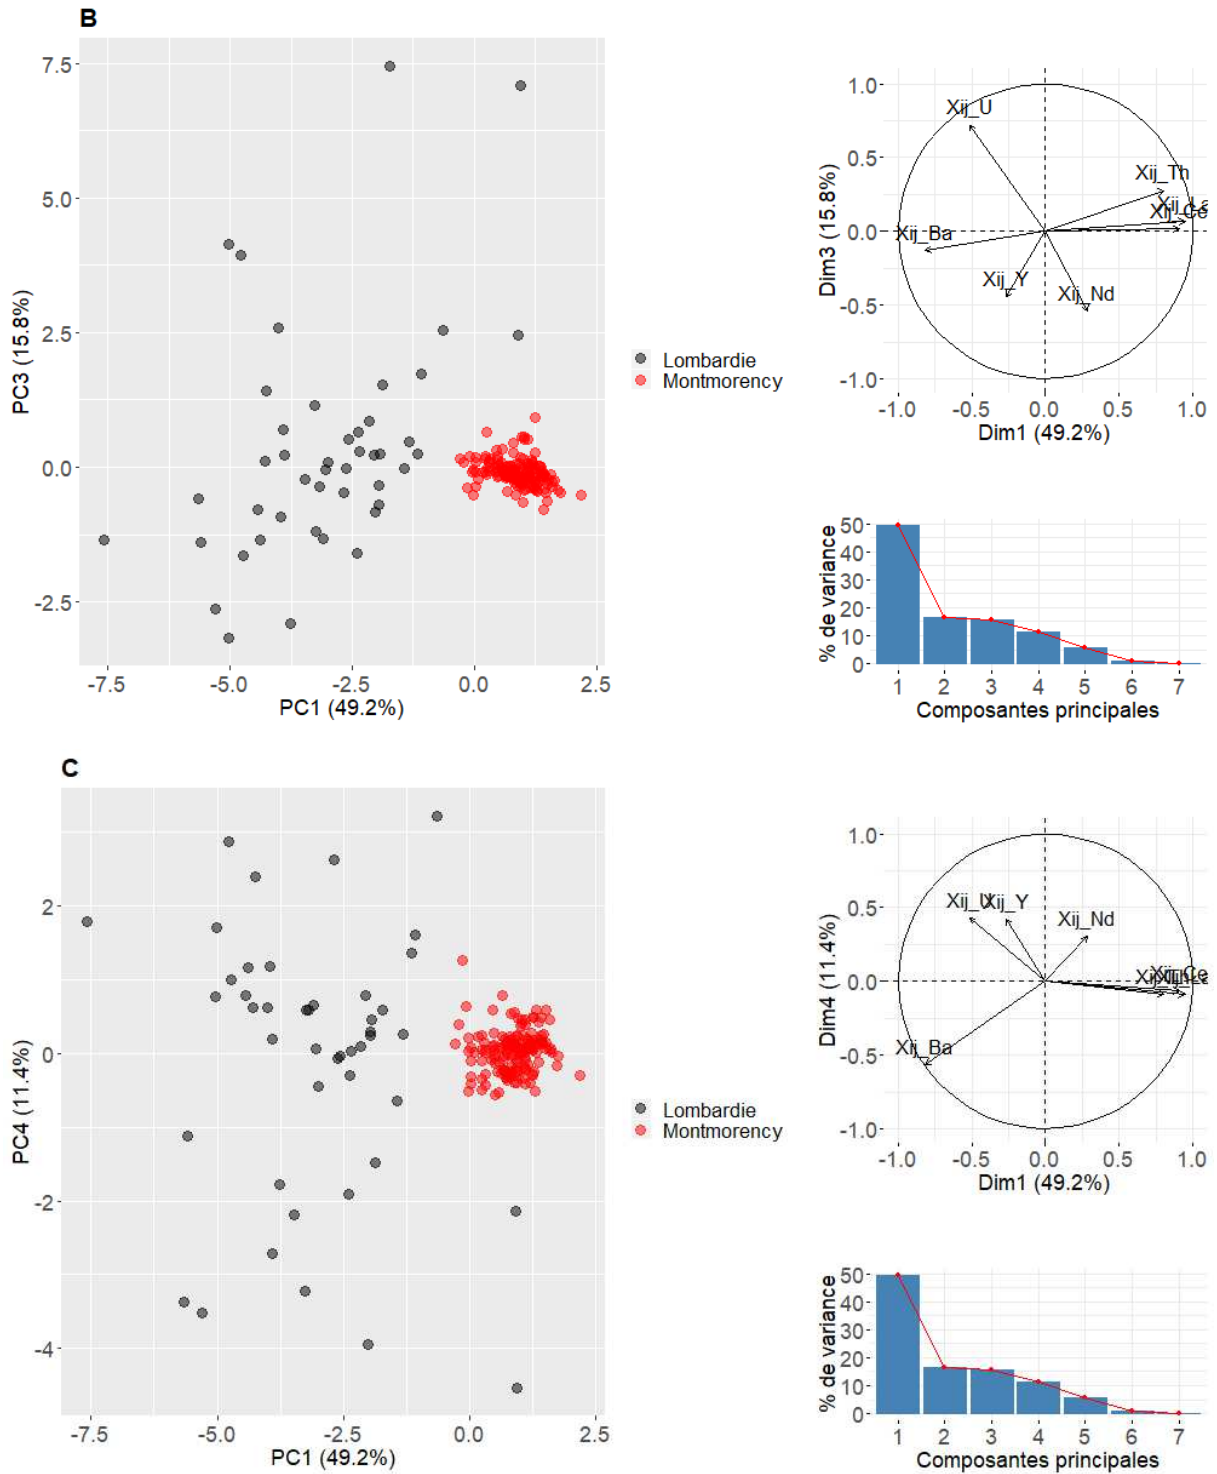 B
7.5
5.0
2.5
0.0
-2.5
PC3 (15.8%)
-7.5 -5.0 -2.5 0.0 2.5
PC1 (49.2%)
Lombardie
Montmorency
1.0
0.5
0.0
-0.5
-1.0
Dim3 (15.8%)
Xij_U
Xij_Th
Xij_La
Xij_Ce
Xij_Ba
Xij_Y
Xij_Nd
-1.0 -0.5 0.0 0.5 1.0
Dim1 (49.2%)
50
40
30
20
10
0
% de variance
1 2 3 4 5 6 7
Composantes principales
C
2
0
-2
-4
PC4 (11.4%)
-7.5 -5.0 -2.5 0.0 2.5
PC1 (49.2%)
Lombardie
Montmorency
1.0
0.5
0.0
-0.5
-1.0
Dim4 (11.4%)
Xij_U
Xij_Y
Xij_Nd
Xij_Ce
Xij_Ba
-1.0 -0.5 0.0 0.5 1.0
Dim1 (49.2%)
50
40
30
20
10
0
% de variance
1 2 3 4 5 6 7
Composantes principales